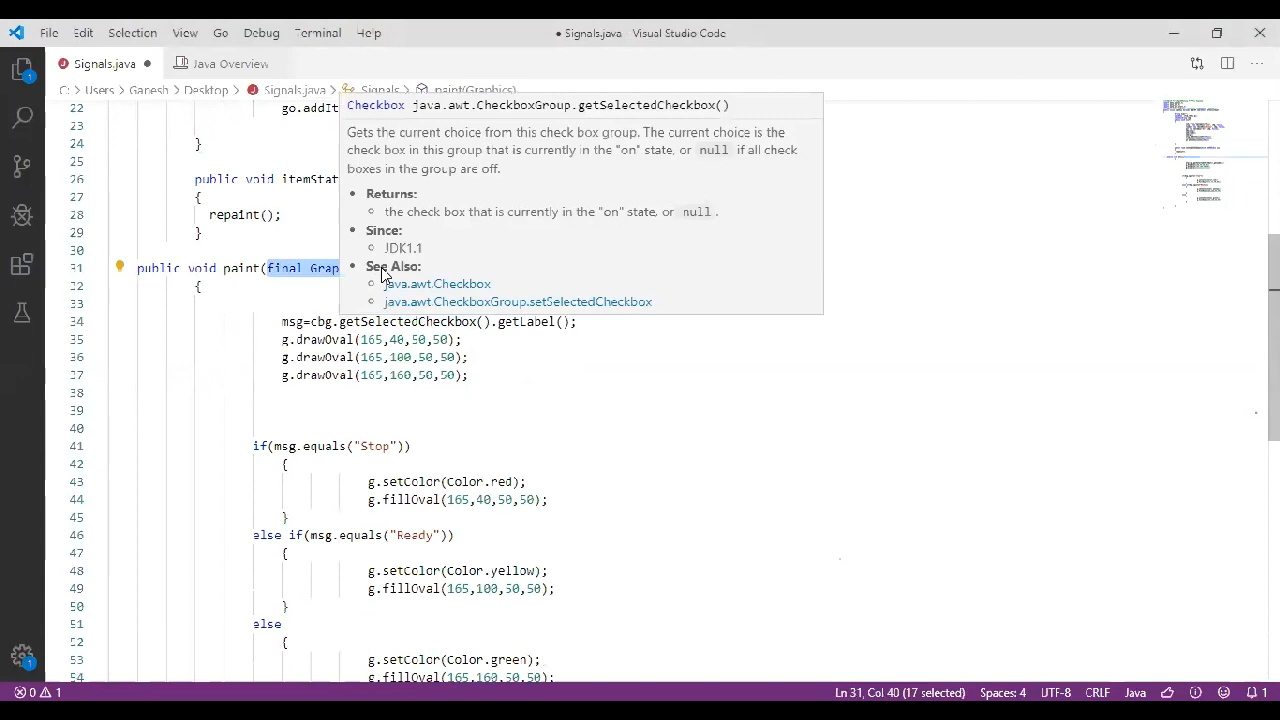 File Edit Selection View Go Debug Terminal Help ● Signals.java - Visual Studio Code
Signals.java ● Java Overview
C: > Users > Ganesh > Desktop > Signals.java > Signals > paint(Graphics)
22 go.addIt
23
24 }
25
26 public void itemStat
27 {
28 repaint();
29 }
30
31 public void paint(final Grap
32 {
33
34 msg=cbg.getSelectedCheckbox().getLabel();
35 g.drawOval(165,40,50,50);
36 g.drawOval(165,100,50,50);
37 g.drawOval(165,160,50,50);
38
39
40
41 if(msg.equals("Stop"))
42 {
43 g.setColor(Color.red);
44 g.fillOval(165,40,50,50);
45 }
46 else if(msg.equals("Ready"))
47 {
48 g.setColor(Color.yellow);
49 g.fillOval(165,100,50,50);
50 }
51 else
52 {
53 g.setColor(Color.green);
54 g.fillOval(165,160,50,50);
Checkbox java.awt.CheckboxGroup.getSelectedCheckbox()
Gets the current choice from this check box group. The current choice is the
check box in this group that is currently in the "on" state, or null if all check
boxes in the group are off.
• Returns:
○ the check box that is currently in the "on" state, or null .
• Since:
○ JDK1.1
• See Also:
○ java.awt.Checkbox
○ java.awt.CheckboxGroup.setSelectedCheckbox
0 1 Ln 31, Col 40 (17 selected) Spaces: 4 UTF-8 CRLF Java 1